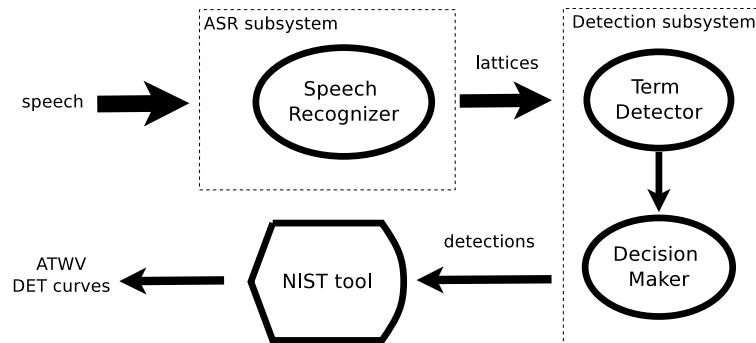 ASR subsystem
Detection subsystem
speech
Speech
Recognizer
lattices
Term
Detector
Decision
Maker
detections
NIST tool
ATWV
DET curves